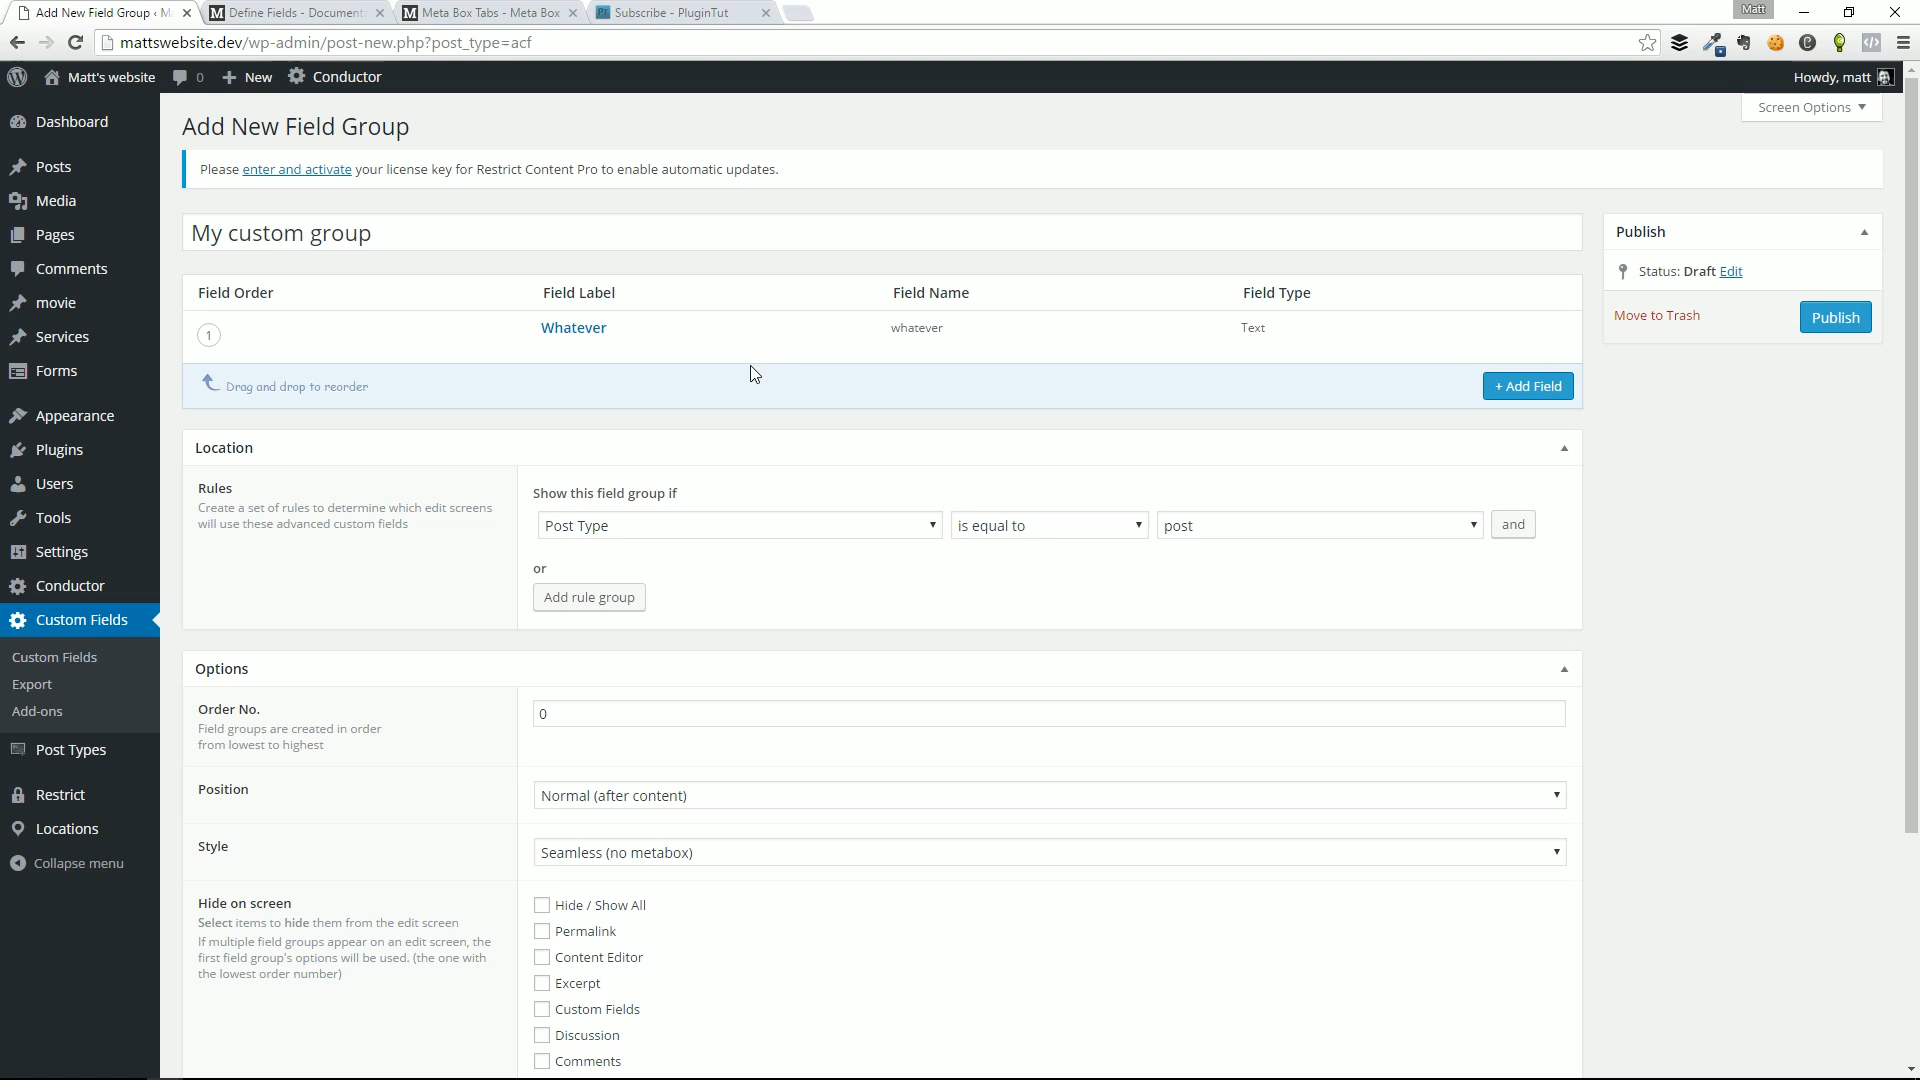 Add New Field Group ‹ M
Define Fields - Documenta
Meta Box Tabs - Meta Box
Subscribe - PluginTut
Matt
mattswebsite.dev/wp-admin/post-new.php?post_type=acf
Matt's website
0
New
Conductor
Howdy, matt
Screen Options
Dashboard
Posts
Media
Pages
Comments
movie
Services
Forms
Appearance
Plugins
Users
Tools
Settings
Conductor
Custom Fields
Custom Fields
Export
Add-ons
Post Types
Restrict
Locations
Collapse menu
Add New Field Group
Please enter and activate your license key for Restrict Content Pro to enable automatic updates.
My custom group
Field Order Field Label Field Name Field Type
1 Whatever whatever Text
Drag and drop to reorder
+ Add Field
Publish
Status: Draft Edit
Move to Trash
Publish
Location
Rules
Create a set of rules to determine which edit screens
will use these advanced custom fields
Show this field group if
Post Type is equal to post and
or
Add rule group
Options
Order No.
Field groups are created in order
from lowest to highest
0
Position
Normal (after content)
Style
Seamless (no metabox)
Hide on screen
Select items to hide them from the edit screen
If multiple field groups appear on an edit screen, the
first field group's options will be used. (the one with
the lowest order number)
Hide / Show All
Permalink
Content Editor
Excerpt
Custom Fields
Discussion
Comments